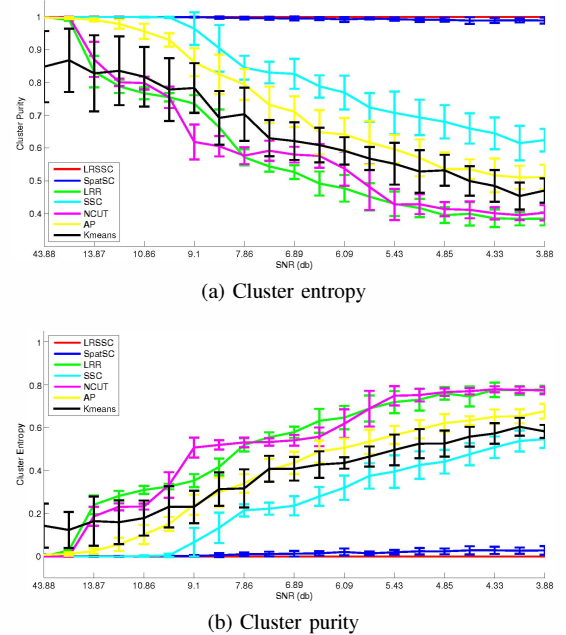 1
0.9
0.8
0.7
0.6
0.5
0.4
Cluster Purity
LRSSC
SpatSC
LRR
SSC
NCUT
AP
Kmeans
43.88 13.87 10.86 9.1 7.86 6.89 6.09 5.43 4.85 4.33 3.88
SNR (db)
(a) Cluster entropy
1
0.8
0.6
0.4
0.2
0
Cluster Entropy
LRSSC
SpatSC
LRR
SSC
NCUT
AP
Kmeans
43.88 13.87 10.86 9.1 7.86 6.89 6.09 5.43 4.85 4.33 3.88
SNR (db)
(b) Cluster purity